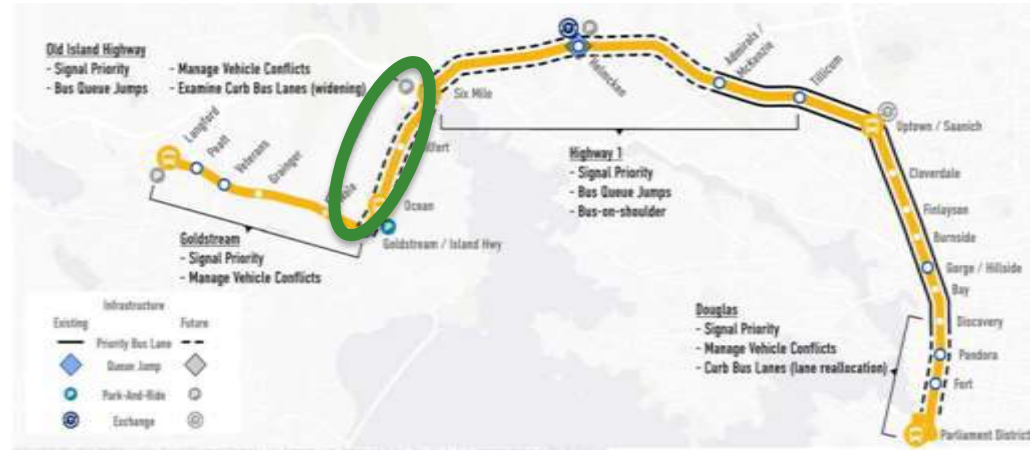 Old Island Highway
- Signal Priority
- Bus Queue Jumps
- Manage Vehicle Conflicts
- Examine Curb Bus Lanes (widening)
Langford
Peatt
Veterans
Grainger
Ocean
Goldstream / Island Hwy
Six Mile
Helmcken
Admirals /
McKenzie
Tillicum
Uptown / Saanich
Cloverdale
Finlayson
Burnside
Gorge / Hillside
Bay
Discovery
Pandora
Fort
Parliament District
Goldstream
- Signal Priority
- Manage Vehicle Conflicts
Highway 1
- Signal Priority
- Bus Queue Jumps
- Bus-on-shoulder
Douglas
- Signal Priority
- Manage Vehicle Conflicts
- Curb Bus Lanes (lane reallocation)
Infrastructure
Existing Future
Priority Bus Lane
Queue Jump
Park-And-Ride
Exchange